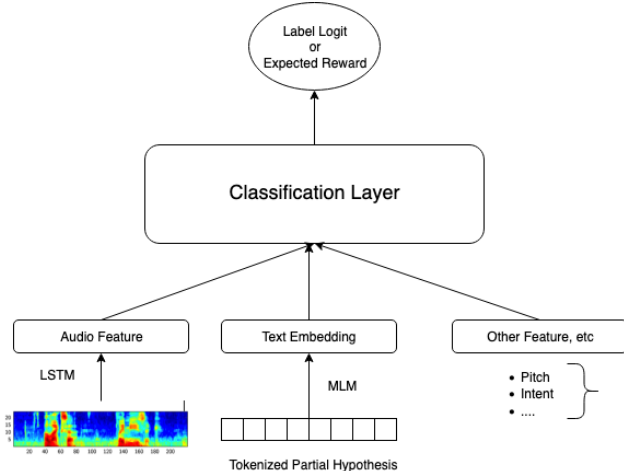 Label Logit
or
Expected Reward
Classification Layer
Audio Feature
Text Embedding
Other Feature, etc
LSTM
MLM
Pitch
Intent
....
20
15
10
5
20 40 60 80 100 120 140 160 180 200
Tokenized Partial Hypothesis